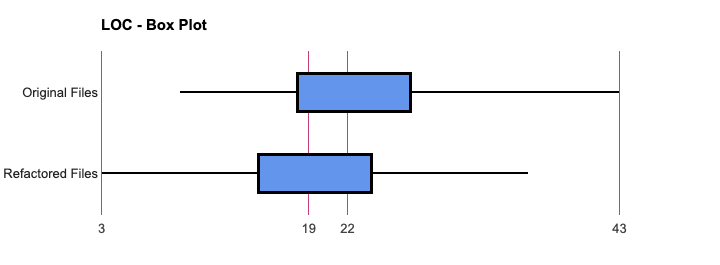 LOC - Box Plot
Original Files
Refactored Files
3 19 22 43